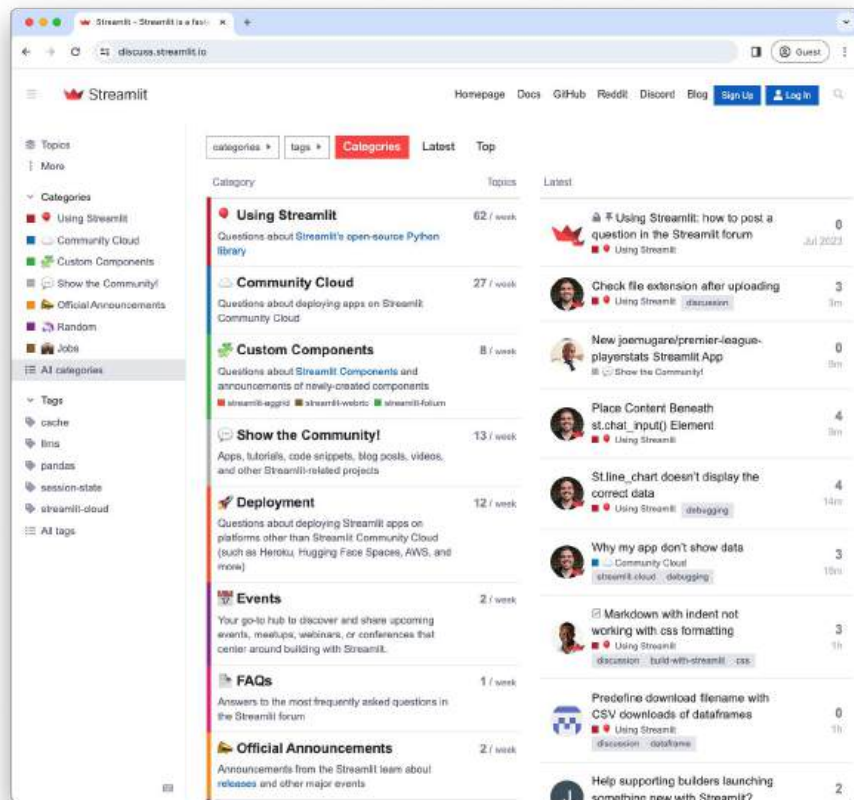 Streamlit - Streamlit is a fast
discuss.streamlit.io
Guest
Streamlit
Homepage Docs GitHub Reddit Discord Blog Sign Up Log In
Topics
More
Categories
Using Streamlit
Community Cloud
Custom Components
Show the Community!
Official Announcements
Random
Jobs
All categories
Tags
cache
llms
pandas
session-state
streamlit-cloud
All tags
categories tags Categories Latest Top
Category Topics
Using Streamlit 62 / week
Questions about Streamlit's open-source Python
library
Community Cloud 27 / week
Questions about deploying apps on Streamlit
Community Cloud
Custom Components 8 / week
Questions about Streamlit Components and
announcements of newly-created components
streamlit-aggrid streamlit-webrtc streamlit-folium
Show the Community! 13 / week
Apps, tutorials, code snippets, blog posts, videos,
and other Streamlit-related projects
Deployment 12 / week
Questions about deploying Streamlit apps on
platforms other than Streamlit Community Cloud
(such as Heroku, Hugging Face Spaces, AWS, and
more)
Events 2 / week
Your go-to hub to discover and share upcoming
events, meetups, webinars, or conferences that
center around building with Streamlit.
FAQs 1 / week
Answers to the most frequently asked questions in
the Streamlit forum
Official Announcements 2 / week
Announcements from the Streamlit team about
releases and other major events
Latest
Using Streamlit: how to post a 0
question in the Streamlit forum Jul 2023
Using Streamlit
Check file extension after uploading 3
Using Streamlit discussion 3m
New joemugare/premier-league- 0
playerstats Streamlit App
Show the Community!
Place Content Beneath 4
st.chat_input() Element
Using Streamlit
St.line_chart doesn't display the 4
correct data 14m
Using Streamlit debugging
Why my app don't show data 3
Community Cloud
streamlit-cloud debugging
Markdown with indent not 3
working with css formatting 1h
Using Streamlit
discussion build-with-streamlit css
Predefine download filename with 0
CSV downloads of dataframes 1h
Using Streamlit
discussion dataframe
Help supporting builders launching 2
something new with Streamlit?